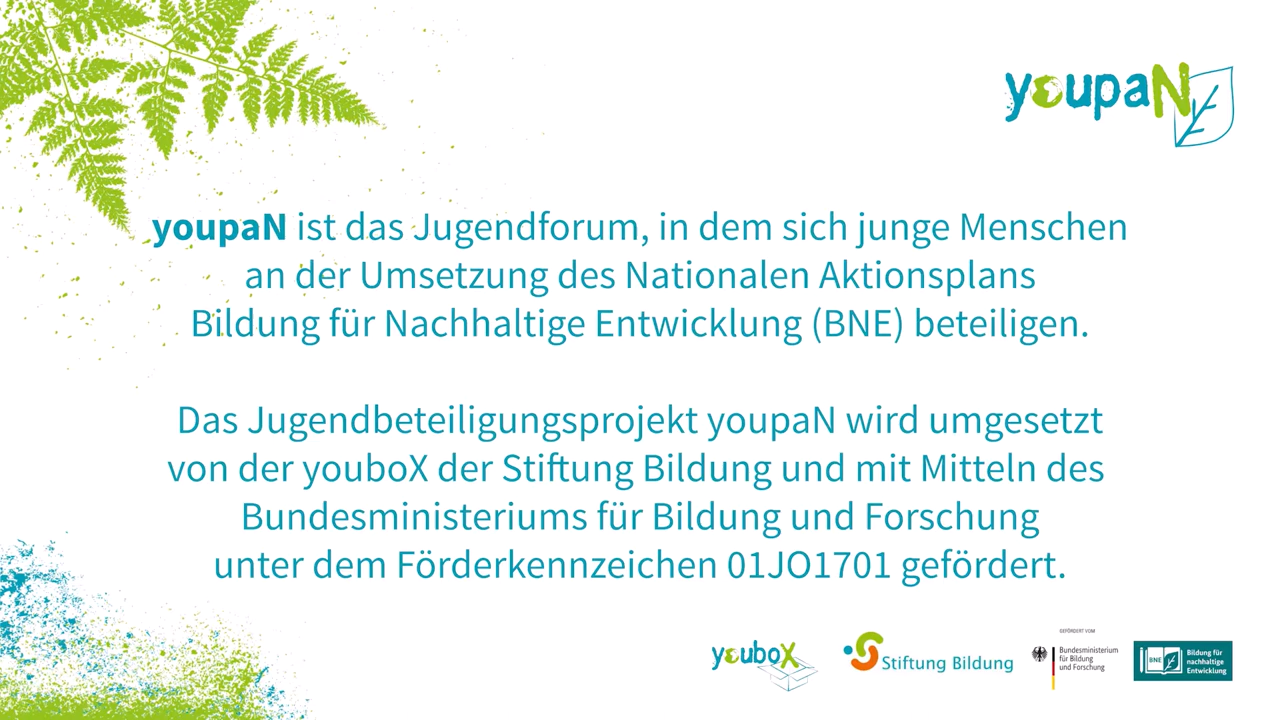 youpaN
youpaN ist das Jugendforum, in dem sich junge Menschen
an der Umsetzung des Nationalen Aktionsplans
Bildung für Nachhaltige Entwicklung (BNE) beteiligen.
Das Jugendbeteiligungsprojekt youpaN wird umgesetzt
von der youboX der Stiftung Bildung und mit Mitteln des
Bundesministeriums für Bildung und Forschung
unter dem Förderkennzeichen 01JO1701 gefördert.
youboX
Stiftung Bildung
GEFÖRDERT VOM
Bundesministerium
für Bildung
und Forschung
BNE
Bildung für
nachhaltige
Entwicklung